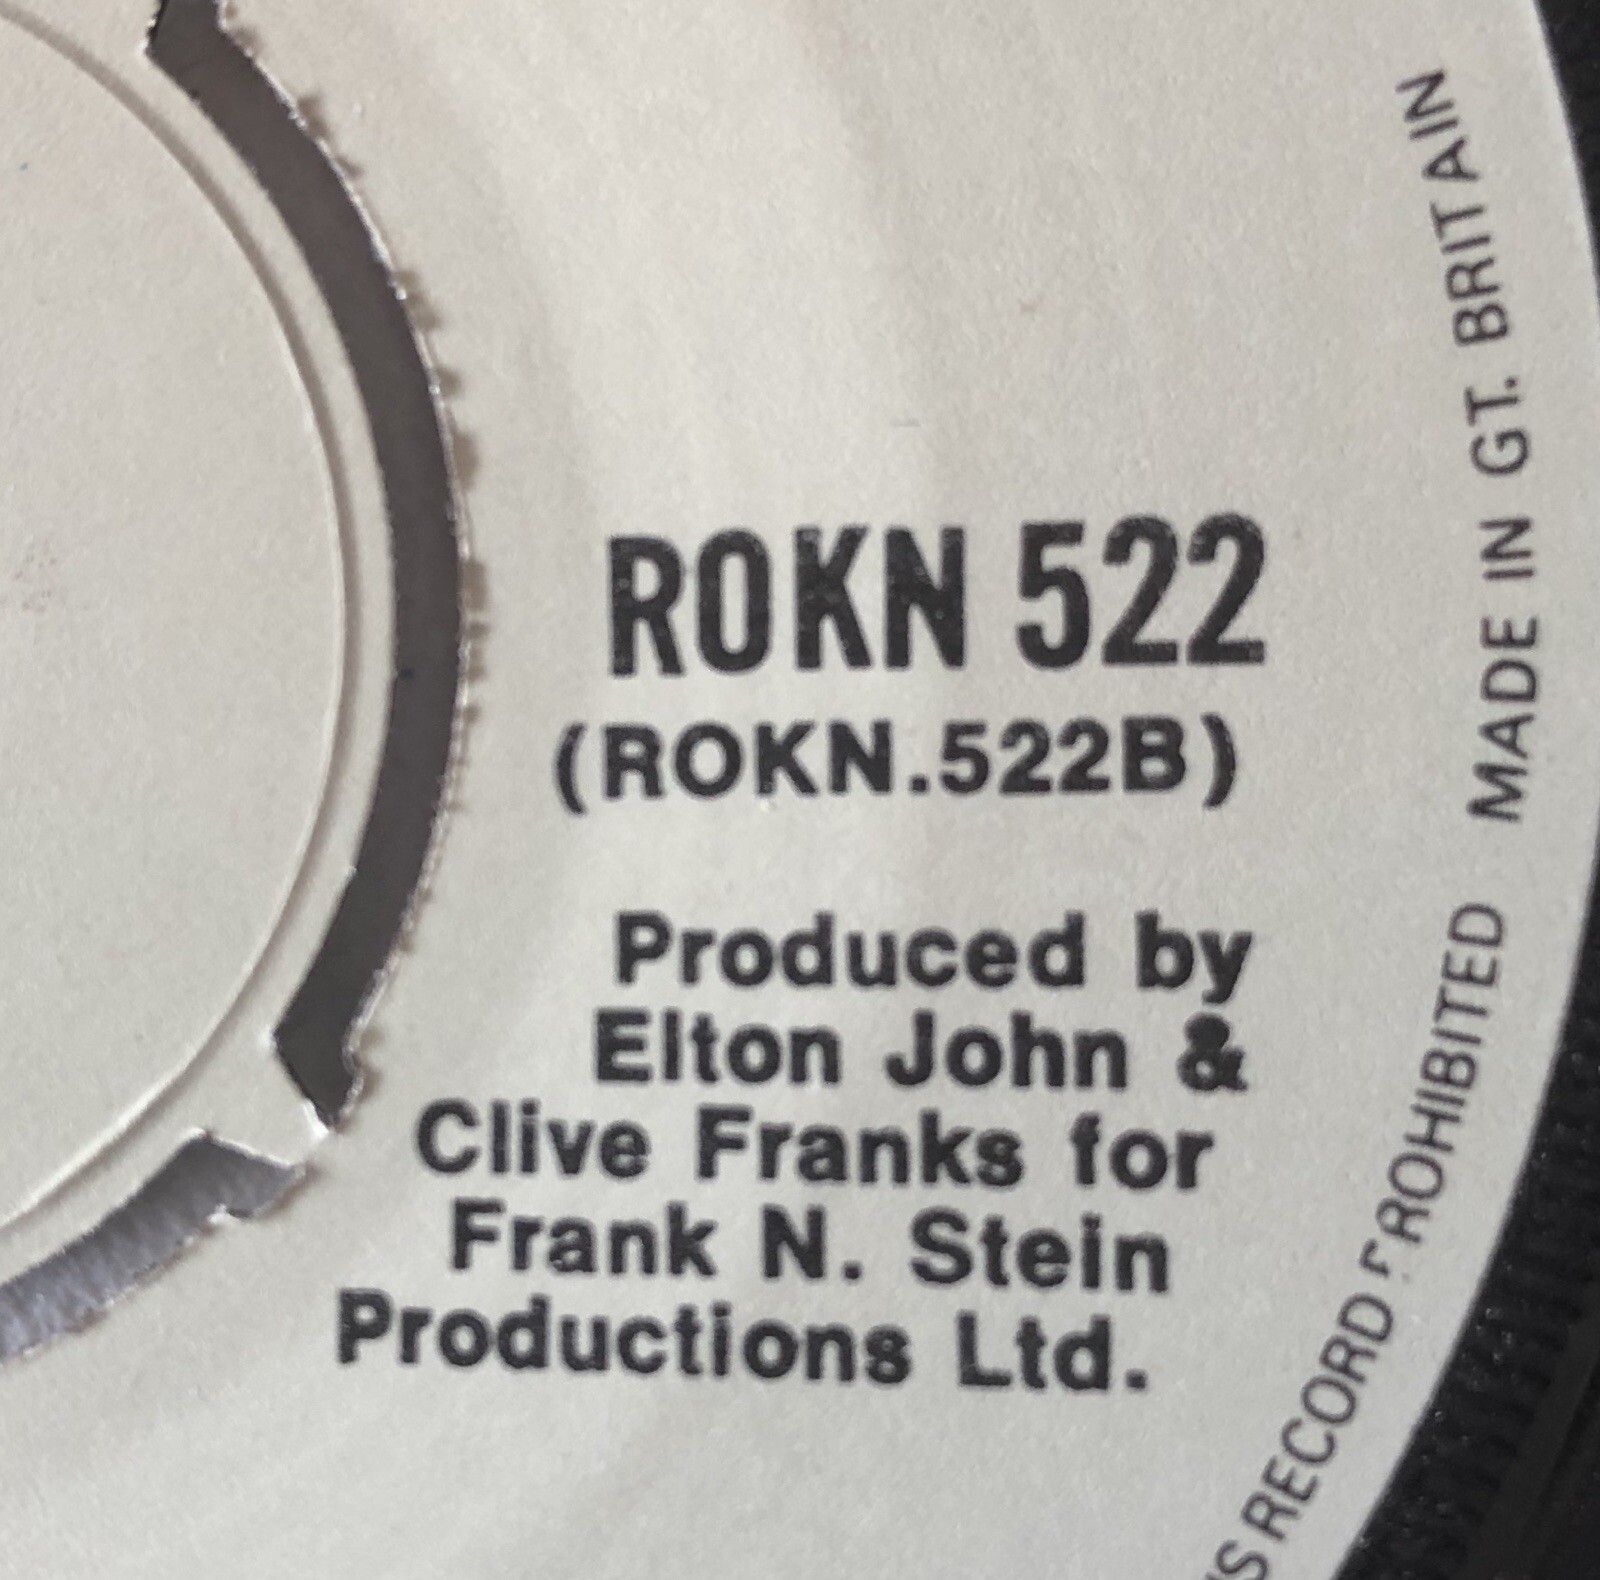 ROKN 522
(ROKN.522B)
Produced by
Elton John &
Clive Franks for
Frank N. Stein
Productions Ltd.
RECORD PROHIBITED MADE IN GT. BRITAIN